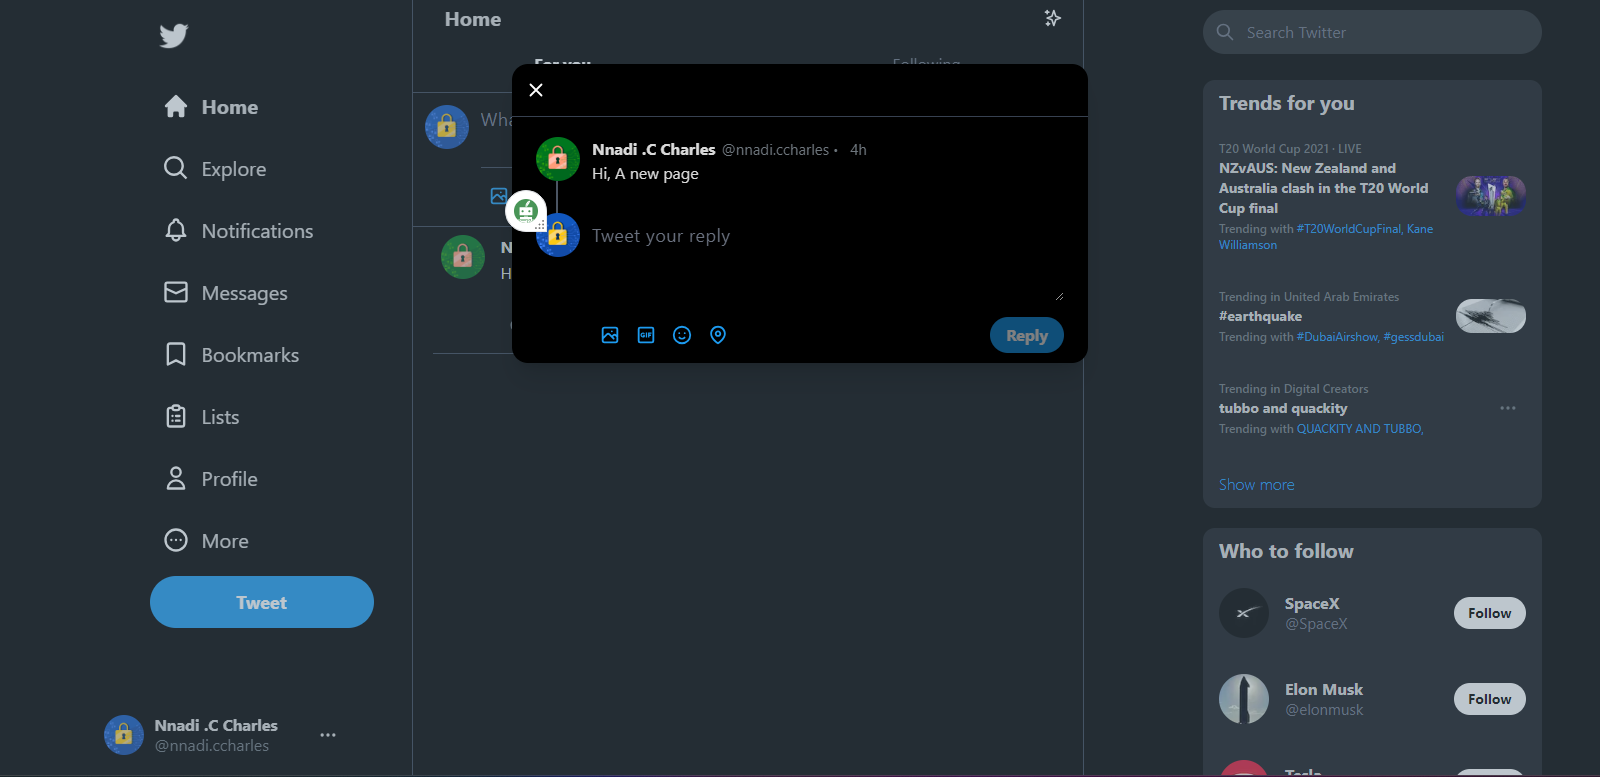 Home
Explore
Notifications
Messages
Bookmarks
Lists
Profile
More
Tweet
Nnadi .C Charles
@nnadi.ccharles
Home
For you
Following
Wha
N
H
Nnadi .C Charles @nnadi.ccharles • 4h
Hi, A new page
Tweet your reply
GIF
Reply
Search Twitter
Trends for you
T20 World Cup 2021 · LIVE
NZvAUS: New Zealand and
Australia clash in the T20 World
Cup final
Trending with #T20WorldCupFinal, Kane
Williamson
Trending in United Arab Emirates
#earthquake
Trending with #DubaiAirshow, #gessdubai
Trending in Digital Creators
tubbo and quackity
Trending with QUACKITY AND TUBBO,
Show more
Who to follow
SpaceX
@SpaceX
Follow
Elon Musk
@elonmusk
Follow
Tesla